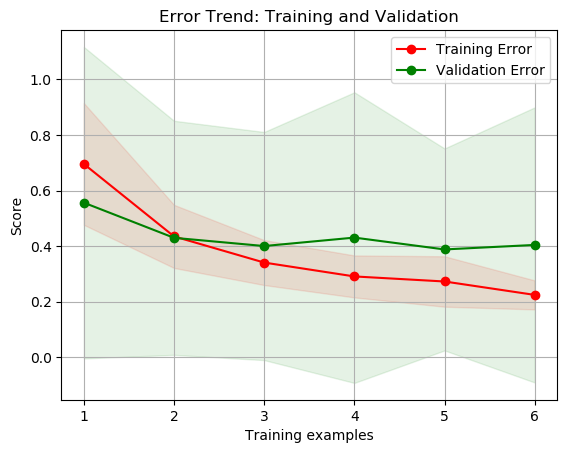 Error Trend: Training and Validation
Training Error
Validation Error
Score
1.0
0.8
0.6
0.4
0.2
0.0
1 2 3 4 5 6
Training examples